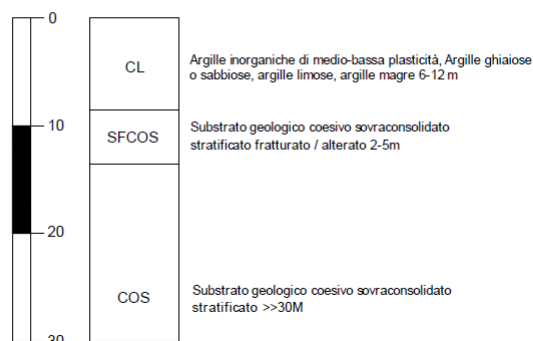 0
CL
Argille inorganiche di medio-bassa plasticità, Argille ghiaiose
o sabbiose, argille limose, argille magre 6-12 m
10
SFCOS
Substrato geologico coesivo sovraconsolidato
stratificato fratturato / alterato 2-5m
20
COS
Substrato geologico coesivo sovraconsolidato
stratificato >>30M
30